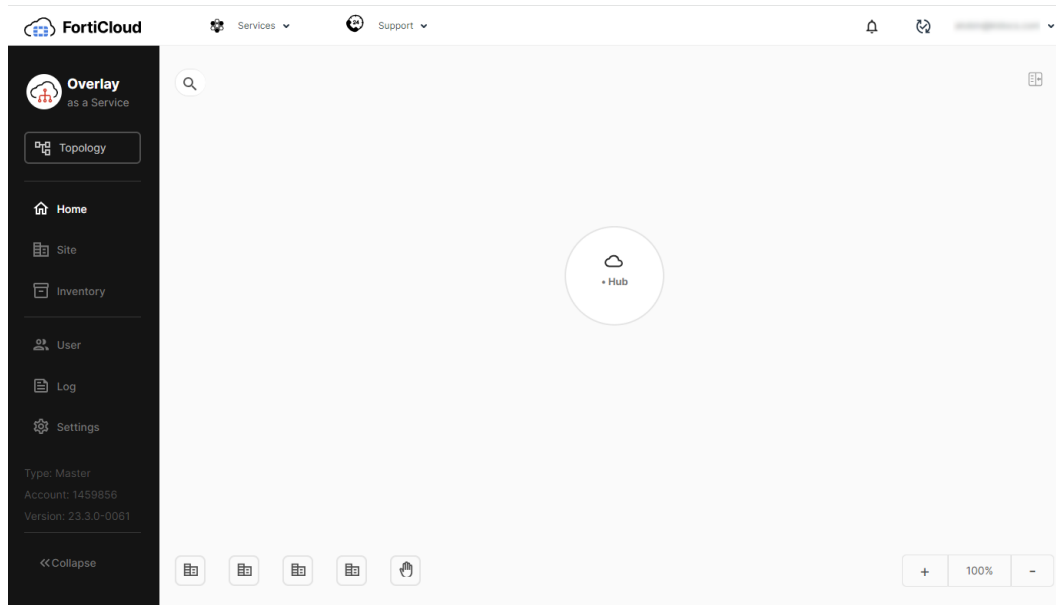 FortiCloud
Services
24
Support
Overlay
as a Service
Topology
Home
Site
Inventory
User
Log
Settings
Type: Master
Account: 1459856
Version: 23.3.0-0061
Collapse
• Hub
+ 100% -